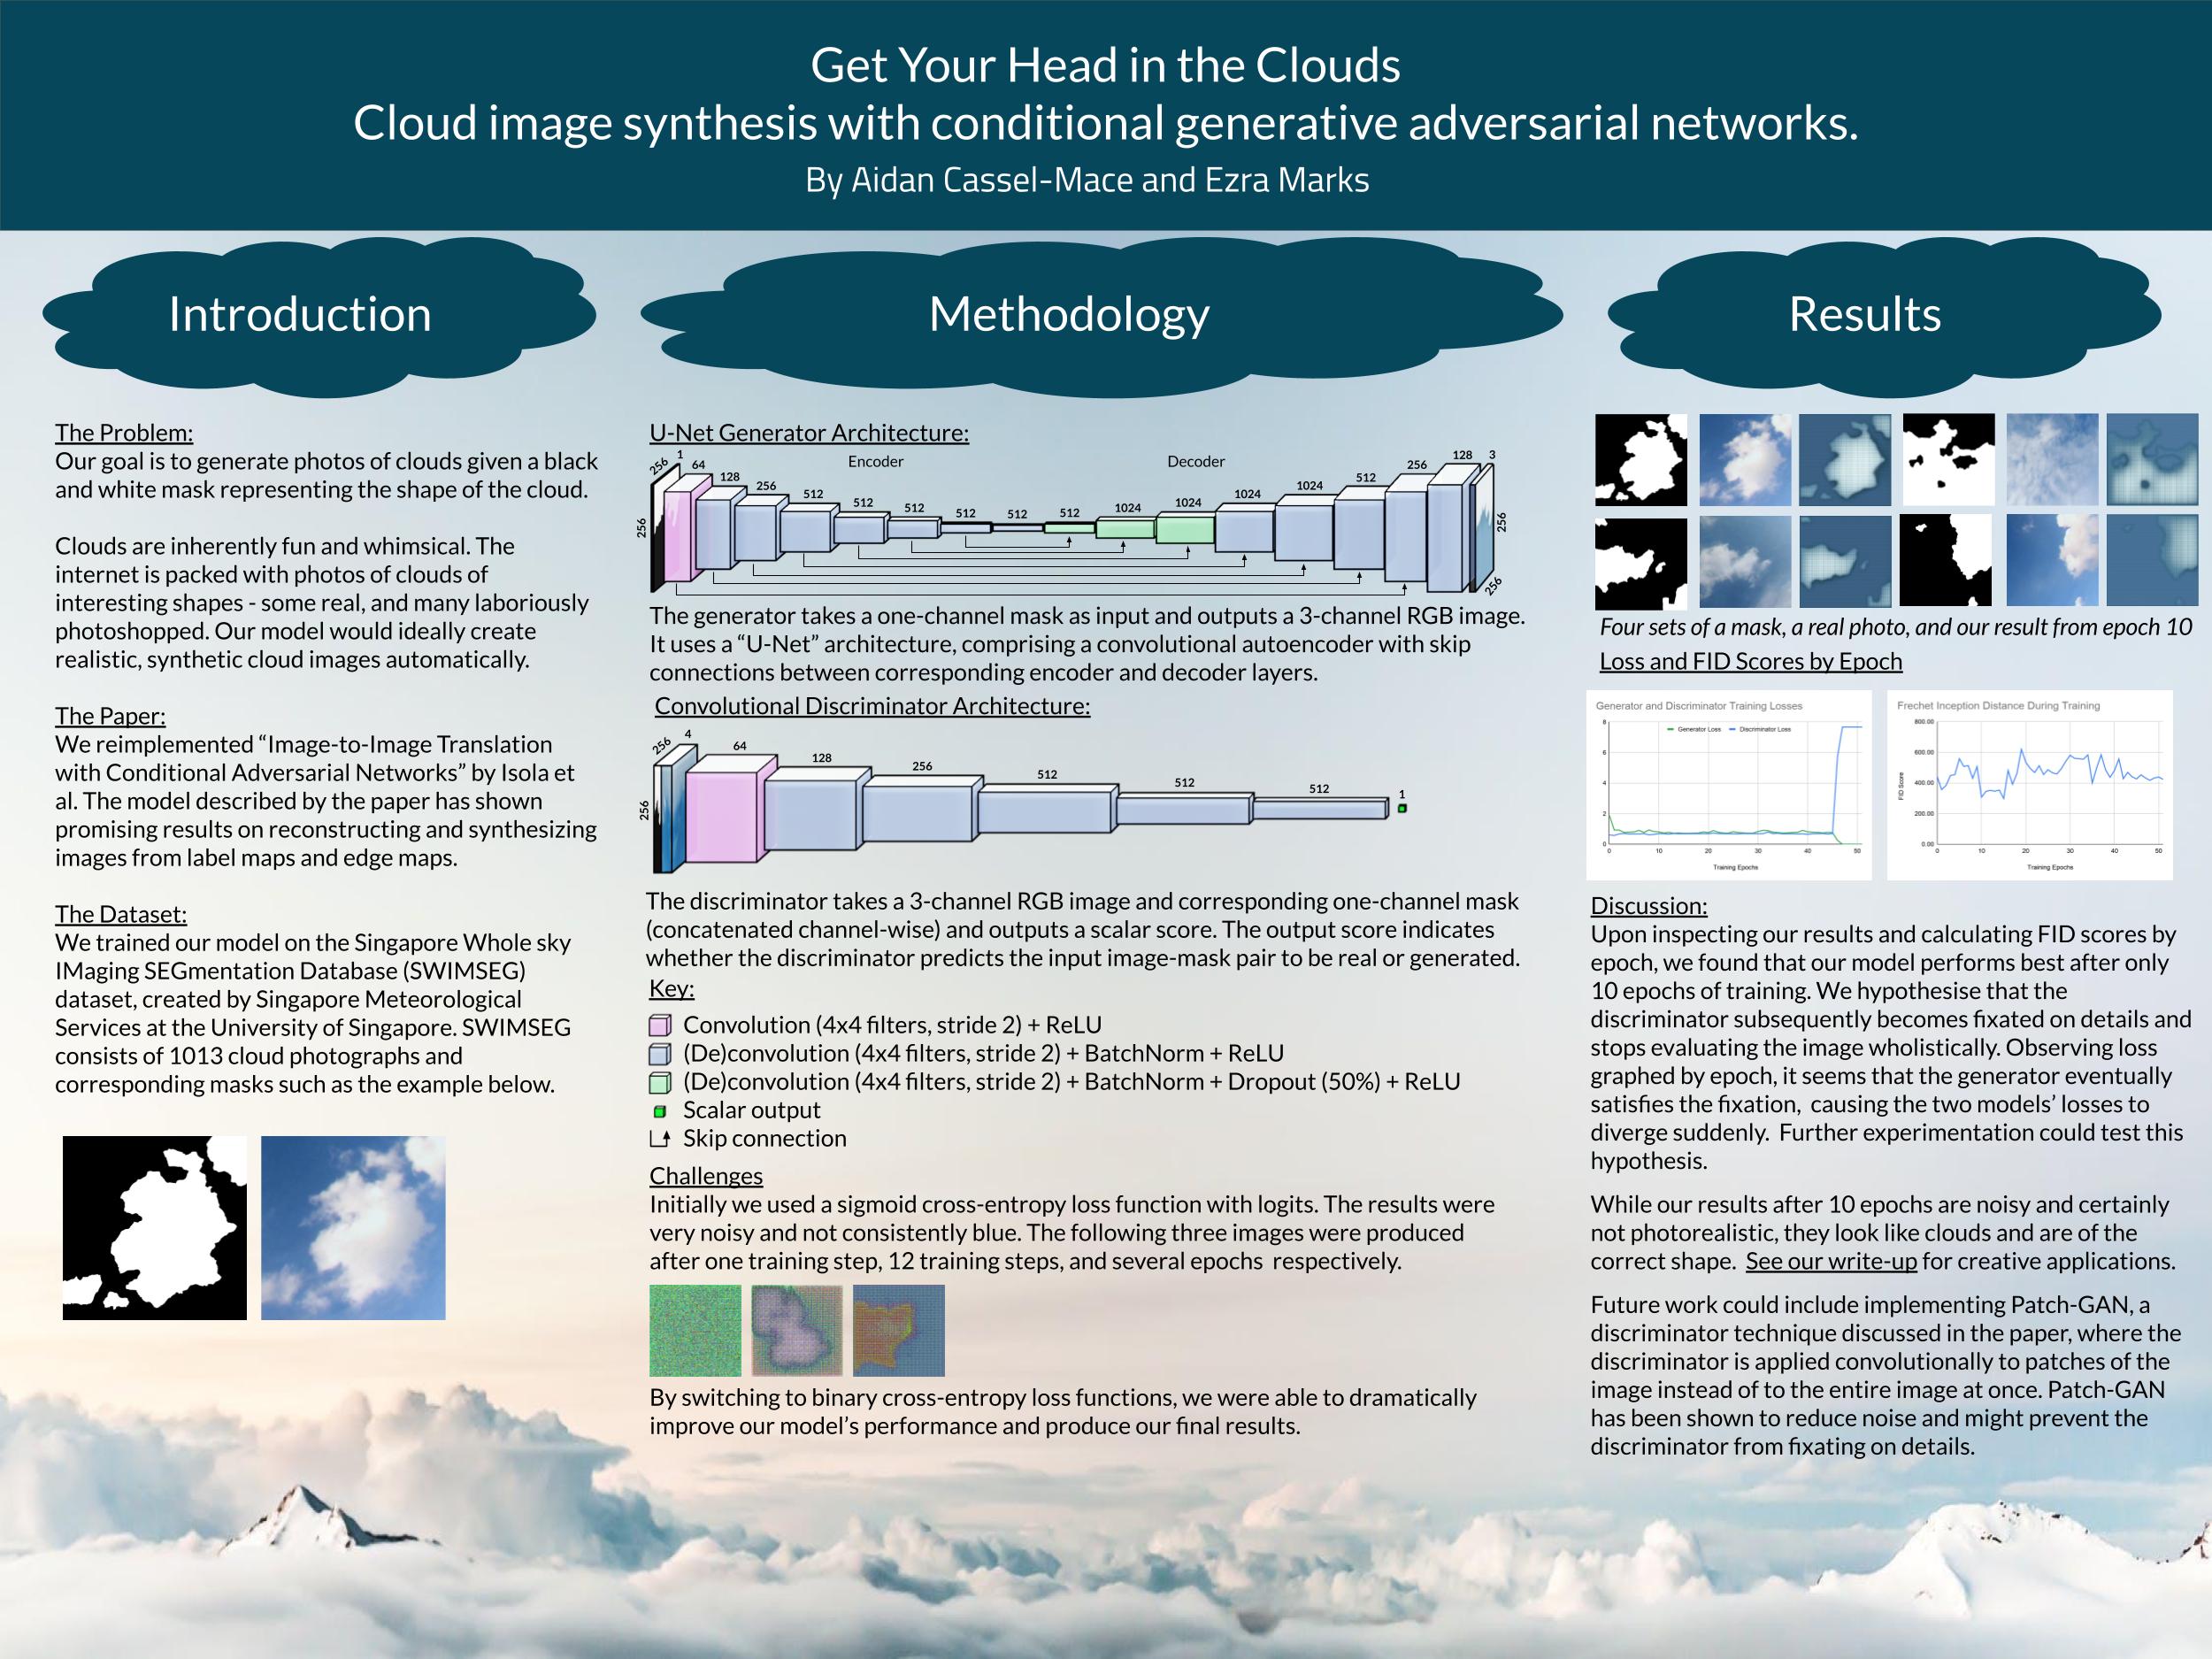 Get Your Head in the Clouds
Cloud image synthesis with conditional generative adversarial networks.
By Aidan Cassel-Mace and Ezra Marks
Introduction
The Problem:
Our goal is to generate photos of clouds given a black
and white mask representing the shape of the cloud.
Clouds are inherently fun and whimsical. The
internet is packed with photos of clouds of
interesting shapes - some real, and many laboriously
photoshopped. Our model would ideally create
realistic, synthetic cloud images automatically.
The Paper:
We reimplemented “Image-to-Image Translation
with Conditional Adversarial Networks” by Isola et
al. The model described by the paper has shown
promising results on reconstructing and synthesizing
images from label maps and edge maps.
The Dataset:
We trained our model on the Singapore Whole sky
IMaging SEGmentation Database (SWIMSEG)
dataset, created by Singapore Meteorological
Services at the University of Singapore. SWIMSEG
consists of 1013 cloud photographs and
corresponding masks such as the example below.
Methodology
U-Net Generator Architecture:
Encoder
Decoder
256 1 64 128 256 512 512 512 512 512 512 1024 1024 1024 1024 512 256 128 3
256
256
256
The generator takes a one-channel mask as input and outputs a 3-channel RGB image.
It uses a “U-Net” architecture, comprising a convolutional autoencoder with skip
connections between corresponding encoder and decoder layers.
Convolutional Discriminator Architecture:
256 4 64 128 256 512 512 512 1
256
The discriminator takes a 3-channel RGB image and corresponding one-channel mask
(concatenated channel-wise) and outputs a scalar score. The output score indicates
whether the discriminator predicts the input image-mask pair to be real or generated.
Key:
Convolution (4x4 filters, stride 2) + ReLU
(De)convolution (4x4 filters, stride 2) + BatchNorm + ReLU
(De)convolution (4x4 filters, stride 2) + BatchNorm + Dropout (50%) + ReLU
Scalar output
Skip connection
Challenges
Initially we used a sigmoid cross-entropy loss function with logits. The results were
very noisy and not consistently blue. The following three images were produced
after one training step, 12 training steps, and several epochs respectively.
By switching to binary cross-entropy loss functions, we were able to dramatically
improve our model’s performance and produce our final results.
Results
Four sets of a mask, a real photo, and our result from epoch 10
Loss and FID Scores by Epoch
Generator and Discriminator Training Losses
Generator Loss Discriminator Loss
8
6
4
2
0
0 10 20 30 40 50
Training Epochs
Frechet Inception Distance During Training
FID Score
800.00
600.00
400.00
200.00
0.00
0 10 20 30 40 50
Training Epochs
Discussion:
Upon inspecting our results and calculating FID scores by
epoch, we found that our model performs best after only
10 epochs of training. We hypothesise that the
discriminator subsequently becomes fixated on details and
stops evaluating the image wholistically. Observing loss
graphed by epoch, it seems that the generator eventually
satisfies the fixation, causing the two models’ losses to
diverge suddenly. Further experimentation could test this
hypothesis.
While our results after 10 epochs are noisy and certainly
not photorealistic, they look like clouds and are of the
correct shape. See our write-up for creative applications.
Future work could include implementing Patch-GAN, a
discriminator technique discussed in the paper, where the
discriminator is applied convolutionally to patches of the
image instead of to the entire image at once. Patch-GAN
has been shown to reduce noise and might prevent the
discriminator from fixating on details.